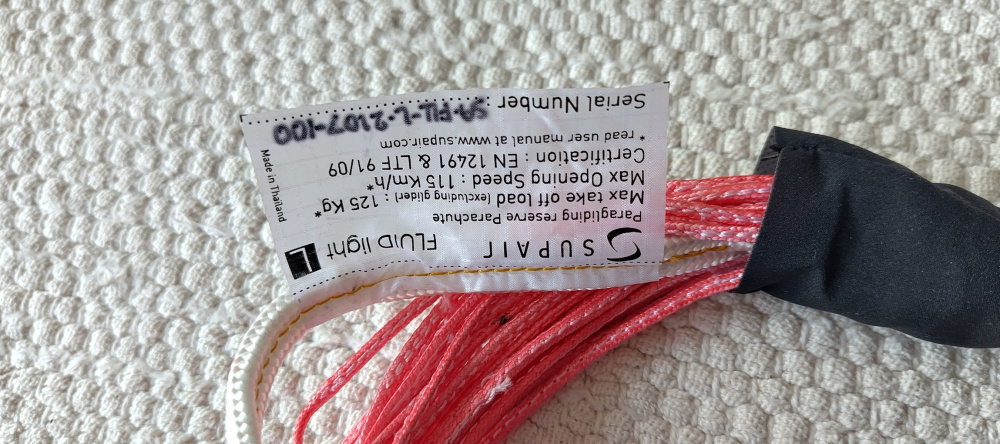 SUPAIR
FLUID light L
Paragliding reserve Parachute
Max take off load (excluding glider) : 125 Kg*
Max Opening Speed : 115 Km/h*
Certification : EN 12491 & LTF 91/09
* read user manual at www.supair.com
Serial Number : SA-FLL-L-2107-100
Made in Thailand